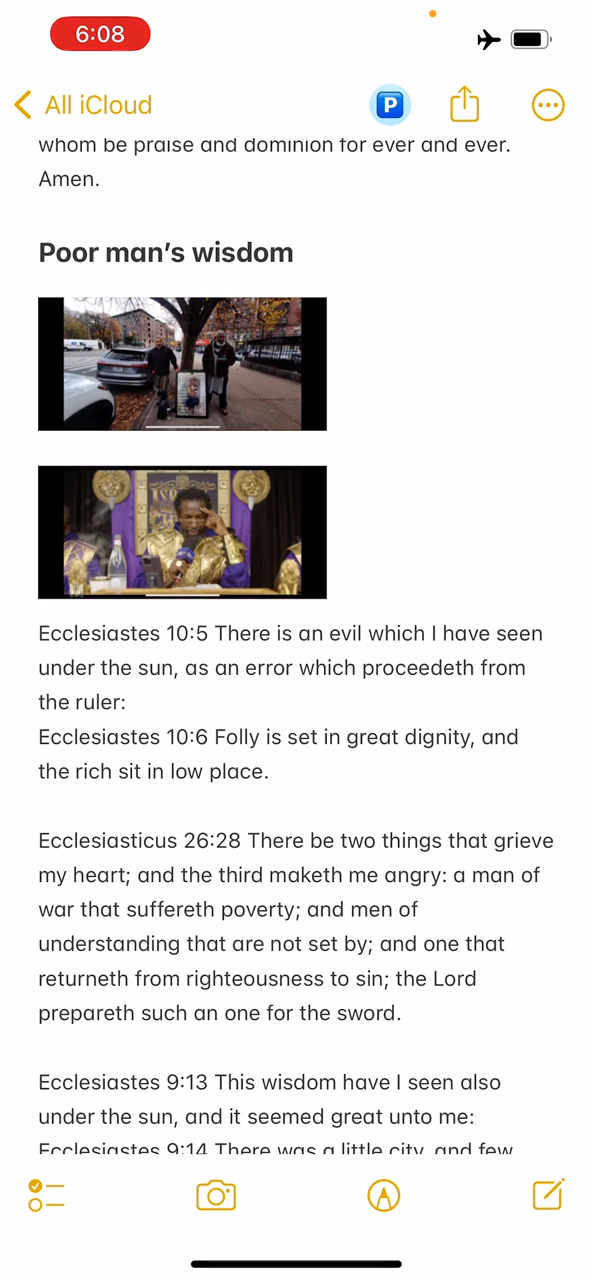 6:08
All iCloud
P
whom be praise and dominion for ever and ever.
Amen.
Poor man's wisdom
Ecclesiastes 10:5 There is an evil which I have seen
under the sun, as an error which proceedeth from
the ruler:
Ecclesiastes 10:6 Folly is set in great dignity, and
the rich sit in low place.
Ecclesiasticus 26:28 There be two things that grieve
my heart; and the third maketh me angry: a man of
war that suffereth poverty; and men of
understanding that are not set by; and one that
returneth from righteousness to sin; the Lord
prepareth such an one for the sword.
Ecclesiastes 9:13 This wisdom have I seen also
under the sun, and it seemed great unto me:
Ecclesiastes 9:14 There was a little city, and few